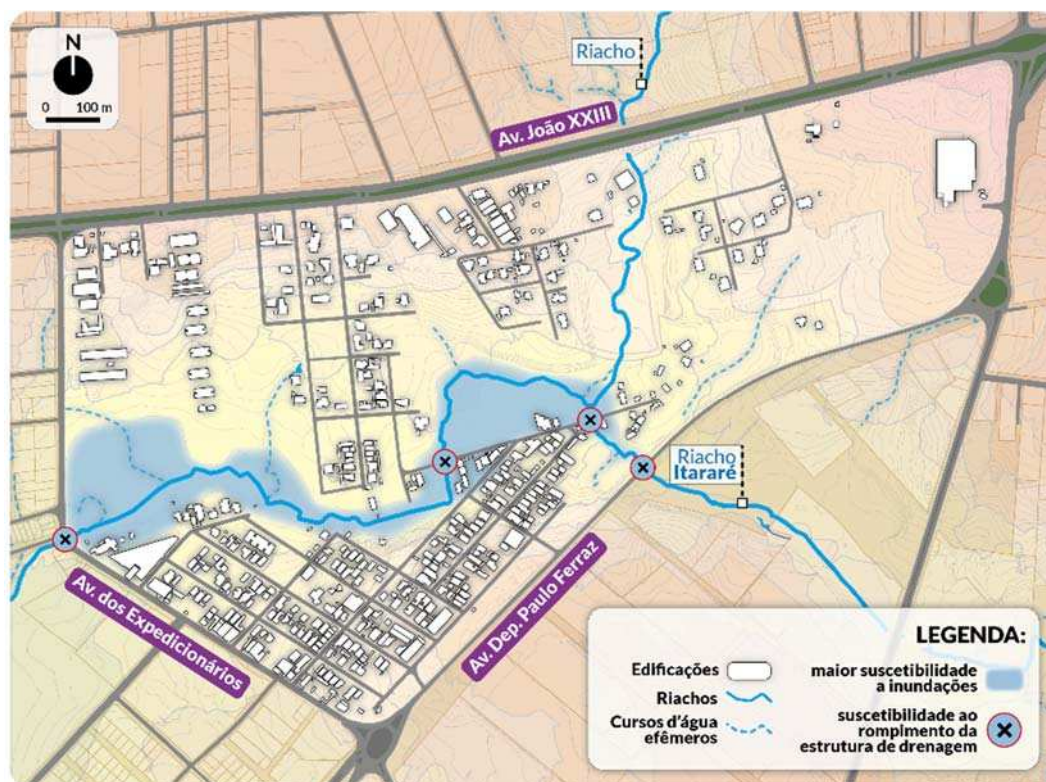 N
0 100 m
Riacho
Av. João XXIII
Riacho
Itararé
Av. dos Expedicionários
Av. Dep. Paulo Ferraz
LEGENDA:
Edificações
Riachos
Cursos d'água
efêmeros
maior suscetibilidade
a inundações
suscetibilidade ao
rompimento da
estrutura de drenagem